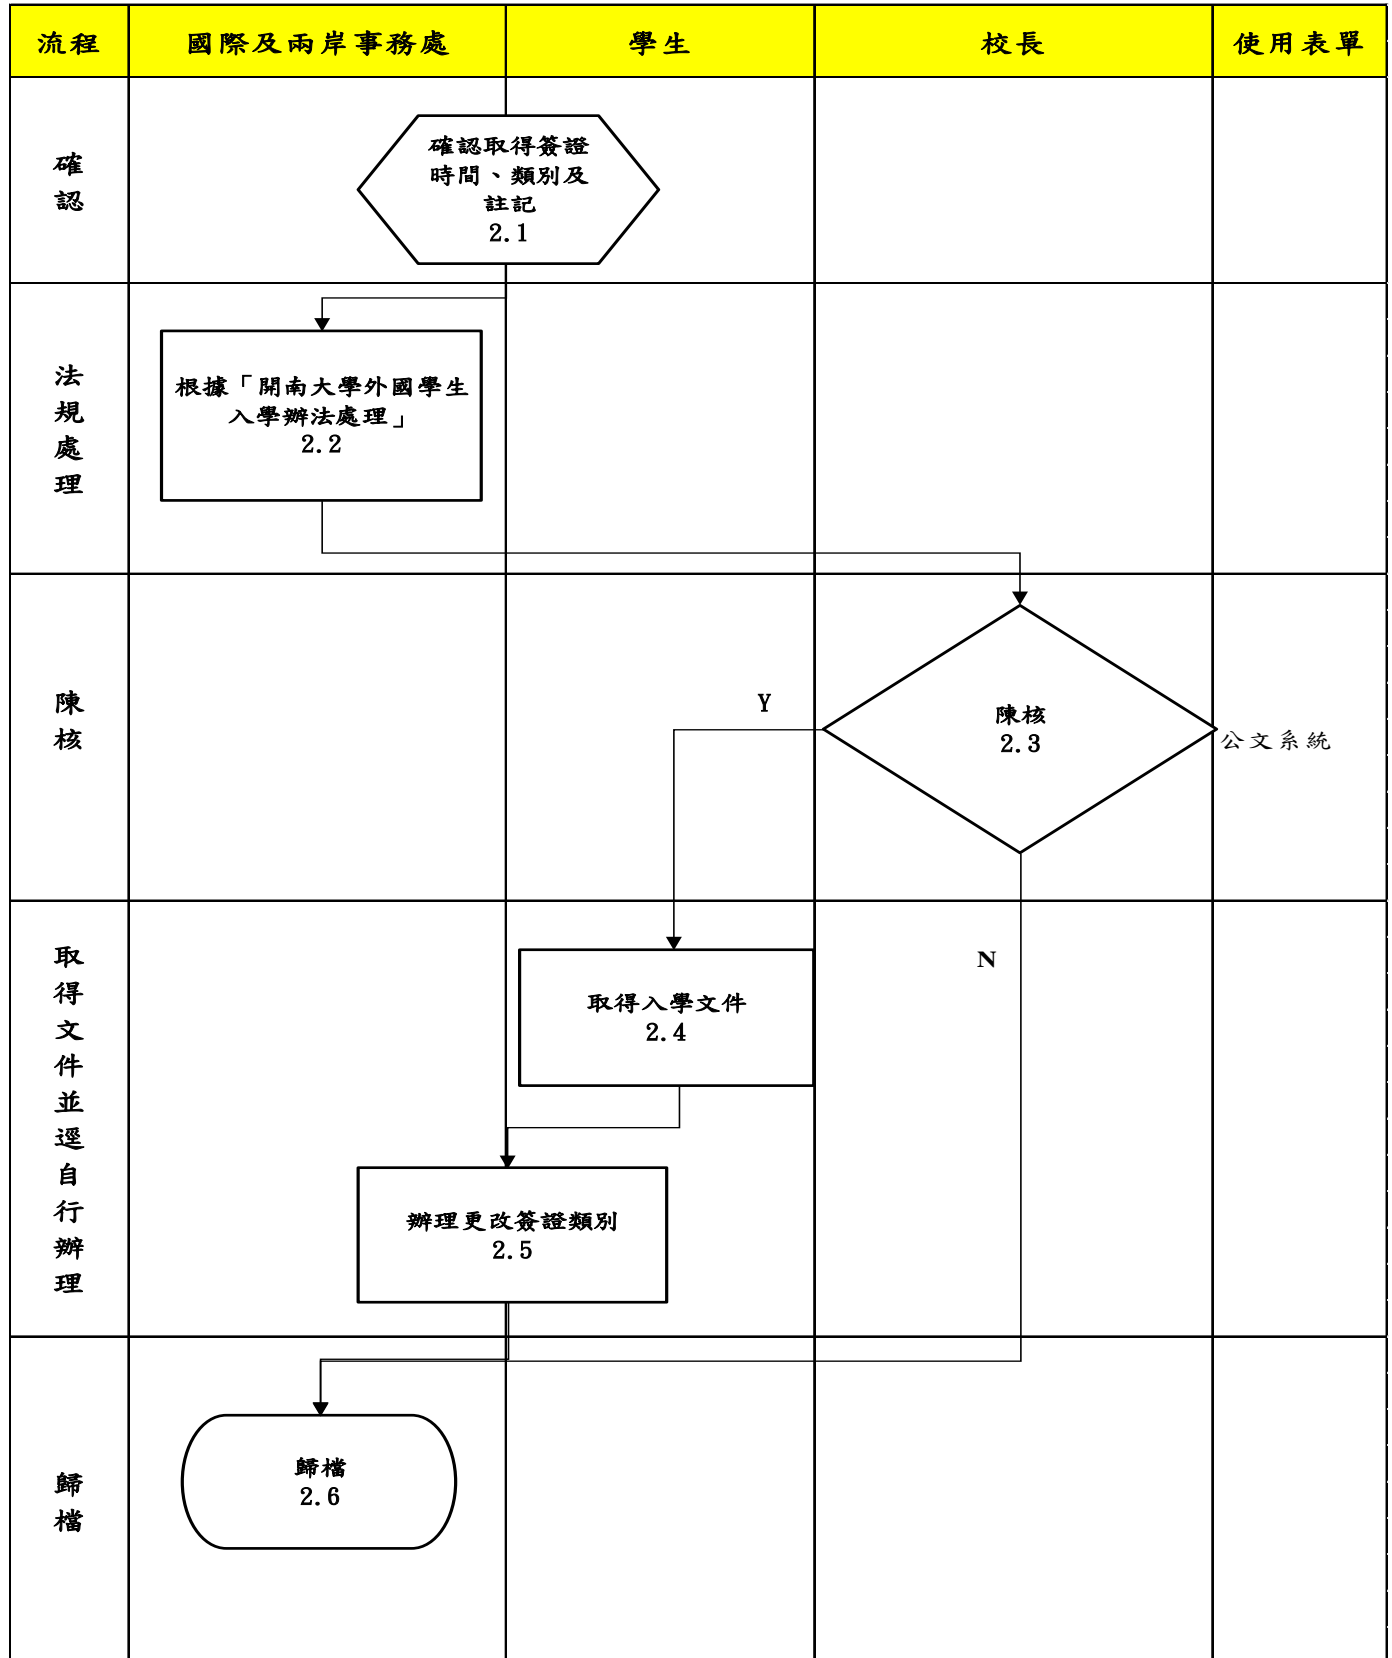 流程
國際及兩岸事務處
學生
校長
使用表單
確
認
確認取得簽證
時間、類別及
註記
2.1
法
規
處
理
根據「開南大學外國學生
入學辦法處理」
2.2
陳
核
Y
陳核
2.3
公文系統
取
得
文
件
並
逕
自
行
辦
理
N
取得入學文件
2.4
辦理更改簽證類別
2.5
歸
檔
歸檔
2.6